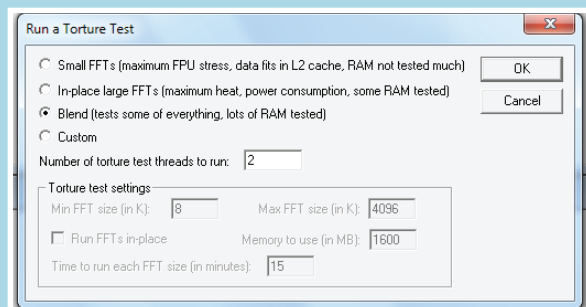 Run a Torture Test
Small FFTs (maximum FPU stress, data fits in L2 cache, RAM not tested much)
OK
In-place large FFTs (maximum heat, power consumption, some RAM tested)
Cancel
Blend (tests some of everything, lots of RAM tested)
Custom
Number of torture test threads to run: 2
Torture test settings
Min FFT size (in K): 8 Max FFT size (in K): 4096
Run FFTs in-place Memory to use (in MB): 1600
Time to run each FFT size (in minutes): 15